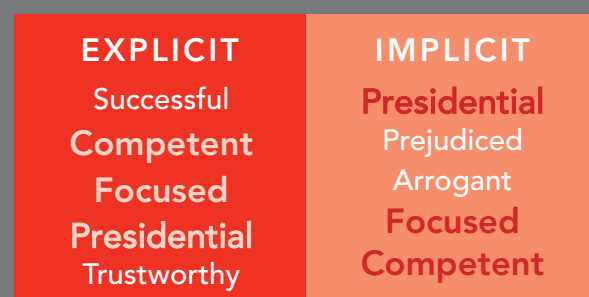 EXPLICIT
Successful
Competent
Focused
Presidential
Trustworthy
IMPLICIT
Presidential
Prejudiced
Arrogant
Focused
Competent